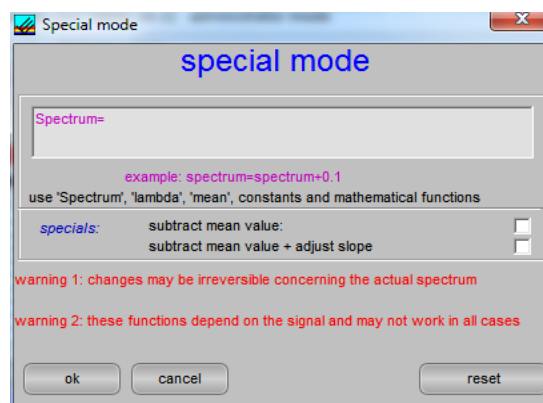 administrator mode
Special mode
special mode
Spectrum=
example: spectrum=spectrum+0.1
use 'Spectrum', 'lambda', 'mean', constants and mathematical functions
specials: subtract mean value:
subtract mean value + adjust slope
warning 1: changes may be irreversible concerning the actual spectrum
warning 2: these functions depend on the signal and may not work in all cases
ok cancel reset